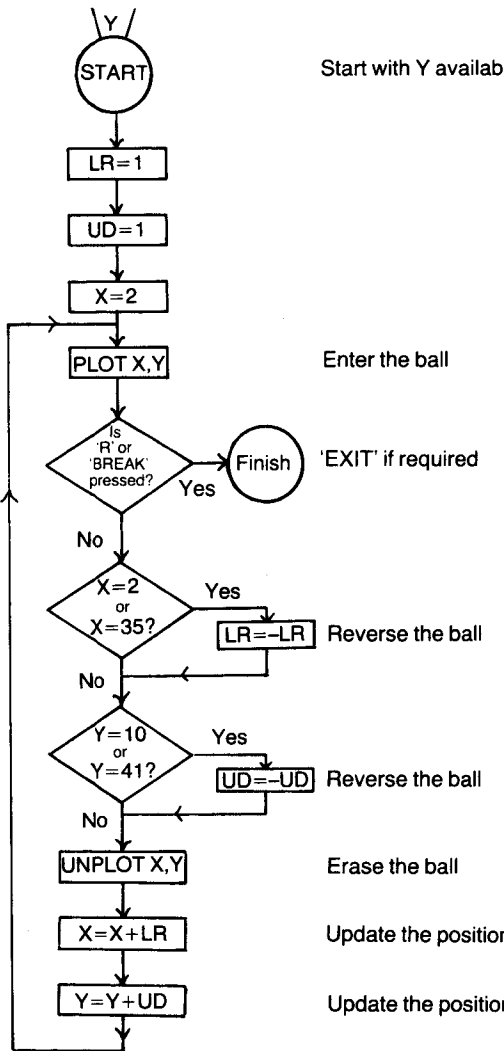 Y
START
Start with Y availab
LR=1
UD=1
X=2
PLOT X,Y
Enter the ball
Is
'R' or
'BREAK'
pressed?
Yes
Finish
'EXIT' if required
No
X=2
or
X=35?
Yes
LR=–LR
Reverse the ball
No
Y=10
or
Y=41?
Yes
UD=–UD
Reverse the ball
No
UNPLOT X,Y
Erase the ball
X=X+LR
Update the position
Y=Y+UD
Update the position